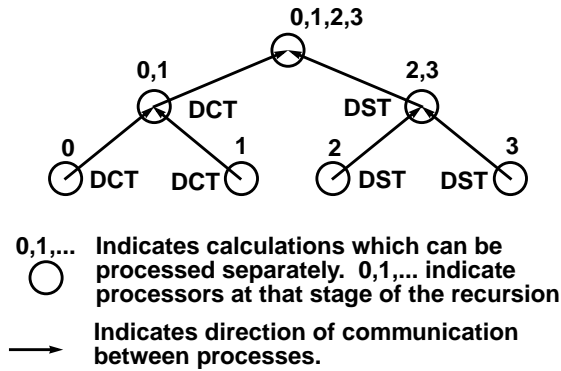 0,1,2,3
0,1
2,3
DCT
DST
0
1
2
3
DCT
DCT
DST
DST
0,1,... Indicates calculations which can be
processed separately.  0,1,... indicate
processors at that stage of the recursion
Indicates direction of communication
between processes.